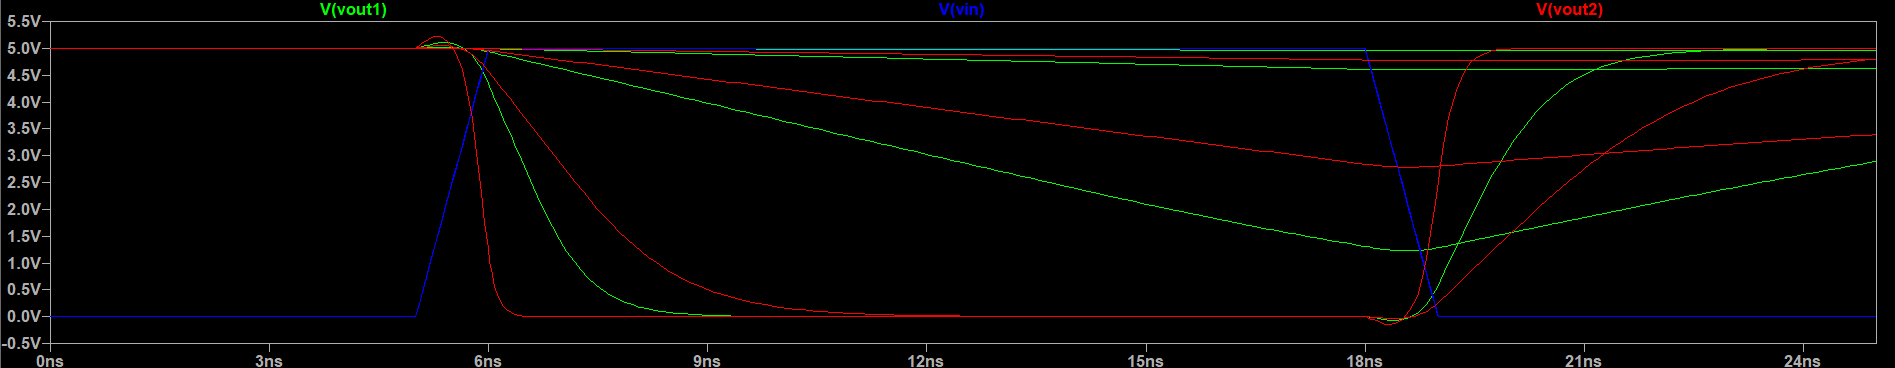 V(vout1) V(vin) V(vout2)
5.5V
5.0V
4.5V
4.0V
3.5V
3.0V
2.5V
2.0V
1.5V
1.0V
0.5V
0.0V
-0.5V
0ns 3ns 6ns 9ns 12ns 15ns 18ns 21ns 24ns